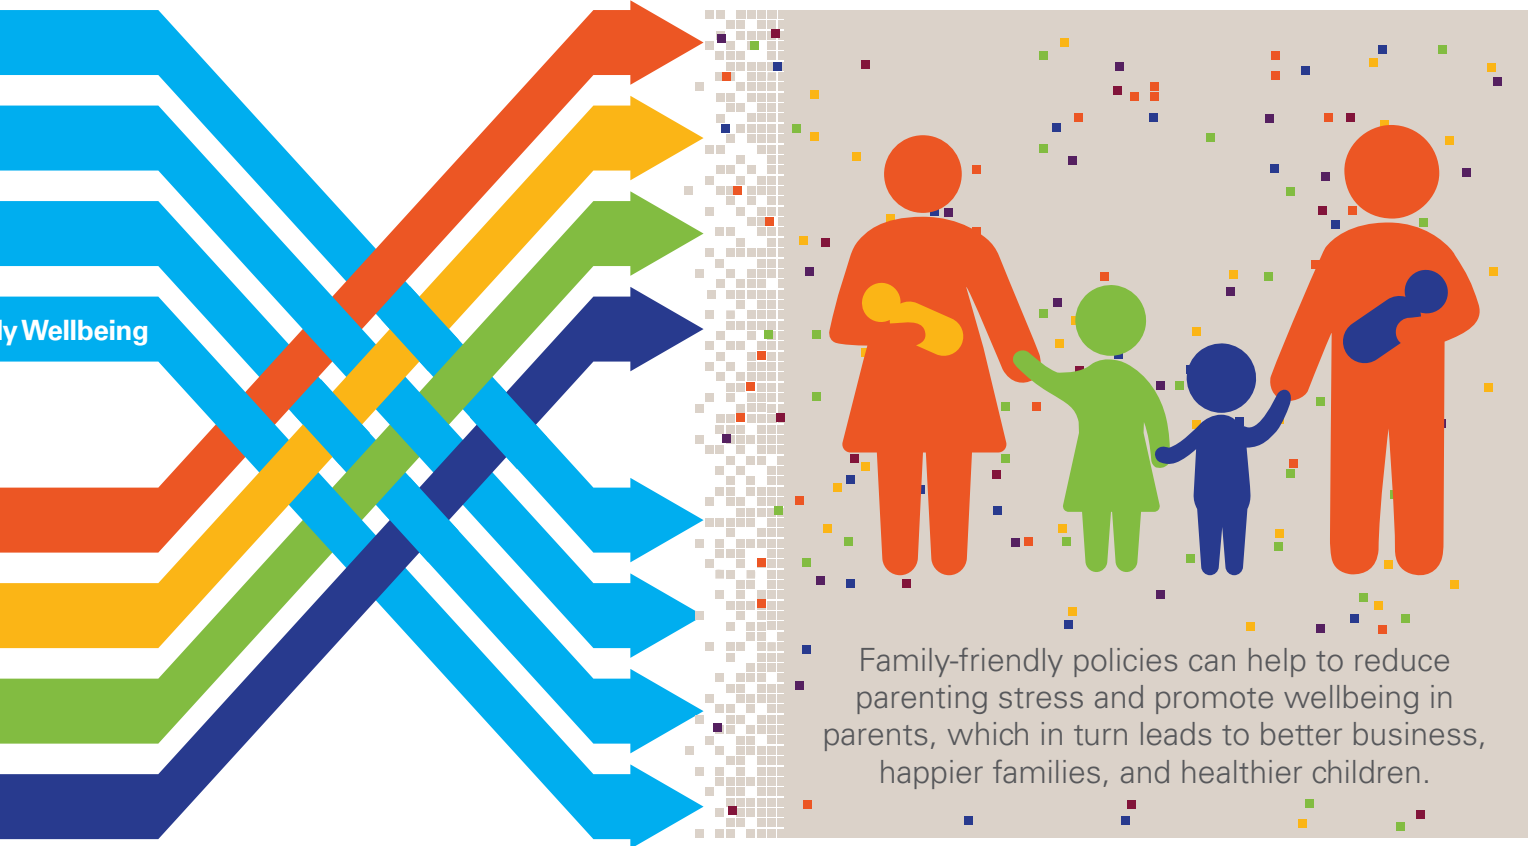 Wellbeing
Family-friendly policies can help to reduce
parenting stress and promote wellbeing in
parents, which in turn leads to better business,
happier families, and healthier children.